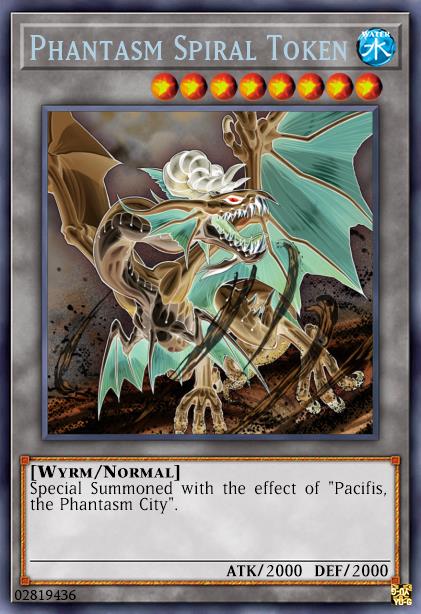 Phantasm Spiral Token
WATER
水
[Wyrm/Normal]
Special Summoned with the effect of "Pacifis,
the Phantasm City".
ATK/2000 DEF/2000
02819436